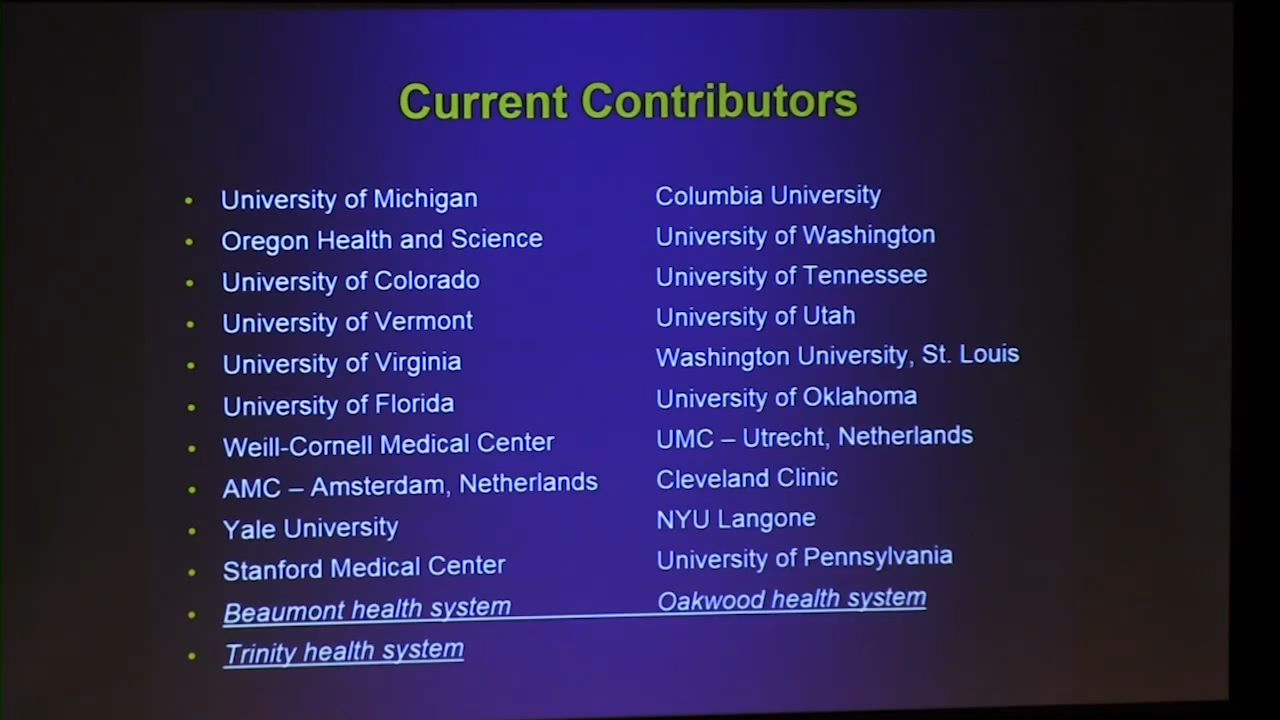 Current Contributors
• University of Michigan Columbia University
• Oregon Health and Science University of Washington
• University of Colorado University of Tennessee
• University of Vermont University of Utah
• University of Virginia Washington University, St. Louis
• University of Florida University of Oklahoma
• Weill-Cornell Medical Center UMC – Utrecht, Netherlands
• AMC – Amsterdam, Netherlands Cleveland Clinic
• Yale University NYU Langone
• Stanford Medical Center University of Pennsylvania
• Beaumont health system Oakwood health system
• Trinity health system